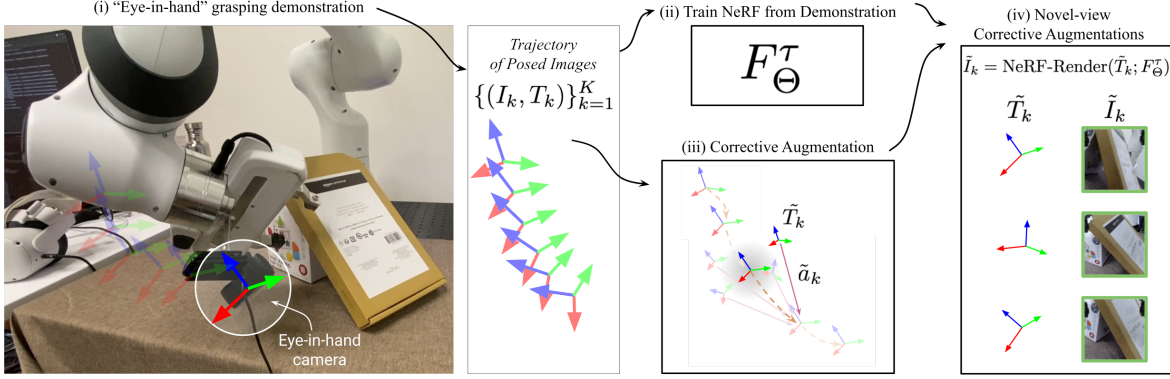 (i) “Eye-in-hand” grasping demonstration
Eye-in-hand
camera
Trajectory
of Posed Images
{(I_k, T_k)}_{k=1}^K
(ii) Train NeRF from Demonstration
F_Θ^τ
(iii) Corrective Augmentation
T̃_k
ã_k
(iv) Novel-view
Corrective Augmentations
Ĩ_k = NeRF-Render(T̃_k; F_Θ^τ)
T̃_k Ĩ_k